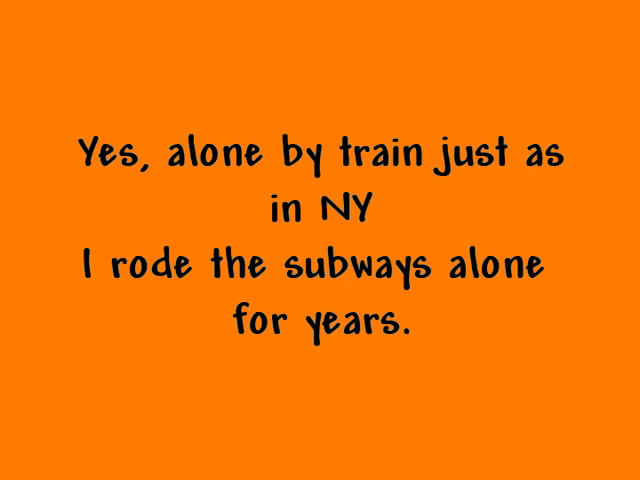 Yes, alone by train just as
in NY
I rode the subways alone
for years.